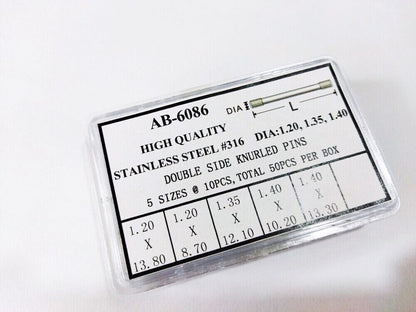 AB-6086
DIA
L
HIGH QUALITY
STAINLESS STEEL #316 DIA:1.20, 1.35, 1.40
DOUBLE SIDE KNURLED PINS
5 SIZES @ 10PCS, TOTAL 50PCS PER BOX
1.20 1.20 1.35 1.40 1.40
X X X X X
13.80 8.70 12.10 10.20 13.30